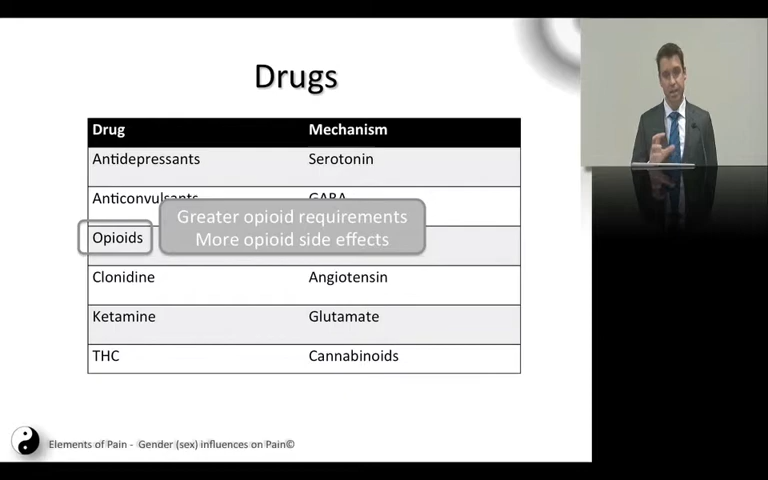 Drugs
Drug Mechanism
Antidepressants Serotonin
Anticonvulsants GABA
Greater opioid requirements
Opioids
More opioid side effects
Clonidine Angiotensin
Ketamine Glutamate
THC Cannabinoids
Elements of Pain - Gender (sex) influences on Pain©